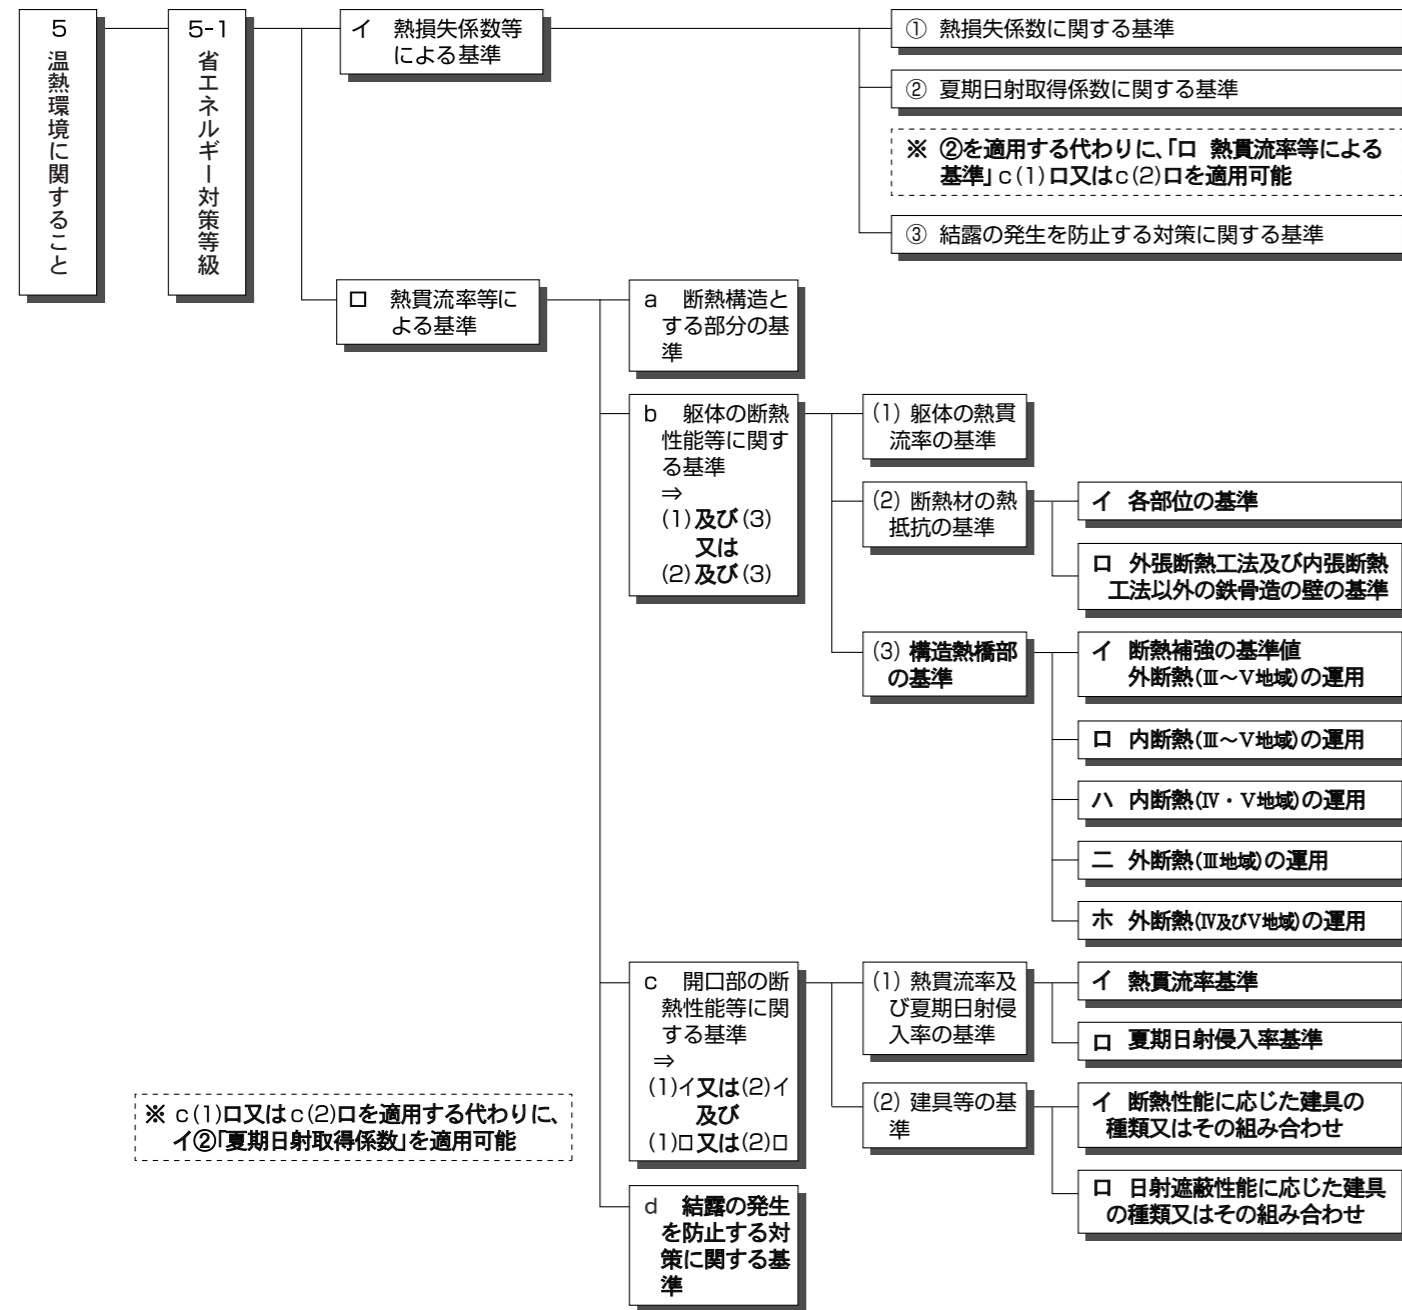 5
温熱環境に関すること
5-1
省エネルギー対策等級
イ 熱損失係数等
による基準
① 熱損失係数に関する基準
② 夏期日射取得係数に関する基準
※ ②を適用する代わりに、「ロ 熱貫流率等による
基準」c(1)ロ又はc(2)ロを適用可能
③ 結露の発生を防止する対策に関する基準
ロ 熱貫流率等に
よる基準
a 断熱構造と
する部分の基
準
b 躯体の断熱
性能等に関す
る基準
⇒
(1)及び(3)
又は
(2)及び(3)
(1) 躯体の熱貫
流率の基準
(2) 断熱材の熱
抵抗の基準
イ 各部位の基準
ロ 外張断熱工法及び内張断熱
工法以外の鉄骨造の壁の基準
(3) 構造熱橋部
の基準
イ 断熱補強の基準値
外断熱(Ⅲ～Ⅴ地域)の運用
ロ 内断熱(Ⅲ～Ⅴ地域)の運用
ハ 内断熱(Ⅳ・Ⅴ地域)の運用
ニ 外断熱(Ⅲ地域)の運用
ホ 外断熱(Ⅳ及びⅤ地域)の運用
c 開口部の断
熱性能等に関
する基準
⇒
(1)イ又は(2)イ
及び
(1)ロ又は(2)ロ
(1) 熱貫流率及
び夏期日射侵
入率の基準
イ 熱貫流率基準
ロ 夏期日射侵入率基準
(2) 建具等の基
準
イ 断熱性能に応じた建具の
種類又はその組み合わせ
ロ 日射遮蔽性能に応じた建具
の種類又はその組み合わせ
※ c(1)ロ又はc(2)ロを適用する代わりに、
イ②「夏期日射取得係数」を適用可能
d 結露の発生
を防止する対
策に関する基
準